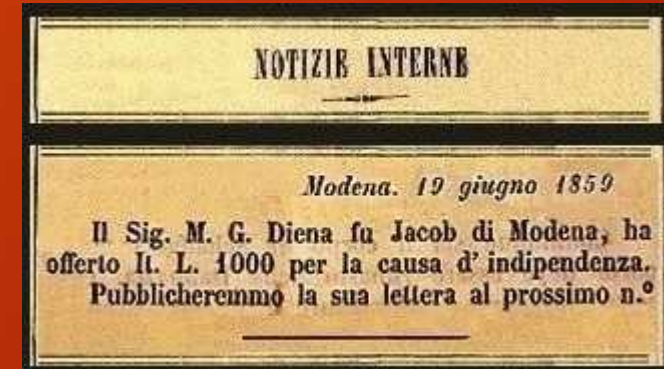 NOTIZIE INTERNE
Modena. 19 giugno 1859
Il Sig. M. G. Diena fu Jacob di Modena, ha
offerto It. L. 1000 per la causa d' indipendenza.
Pubblicheremmo la sua lettera al prossimo n.º